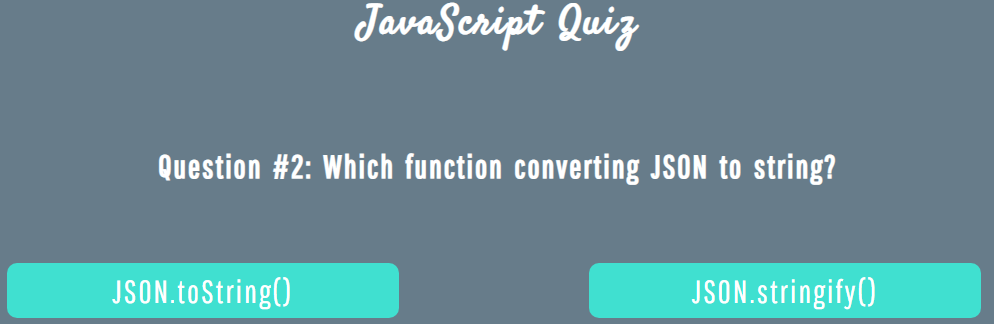 JavaScript Quiz
Question #2: Which function converting JSON to string?
JSON.toString()
JSON.stringify()